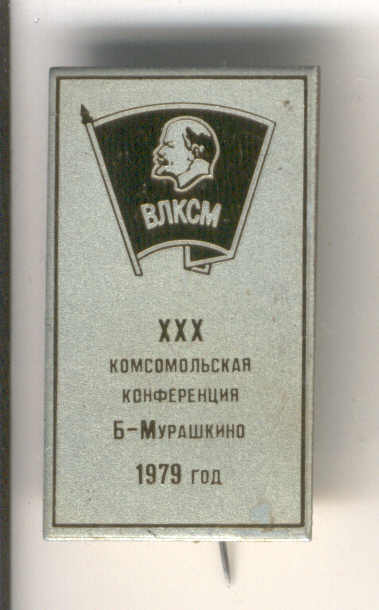 ВЛКСМ
XXX
КОМСОМОЛЬСКАЯ
КОНФЕРЕНЦИЯ
Б-МУРАШКИНО
1979 ГОД